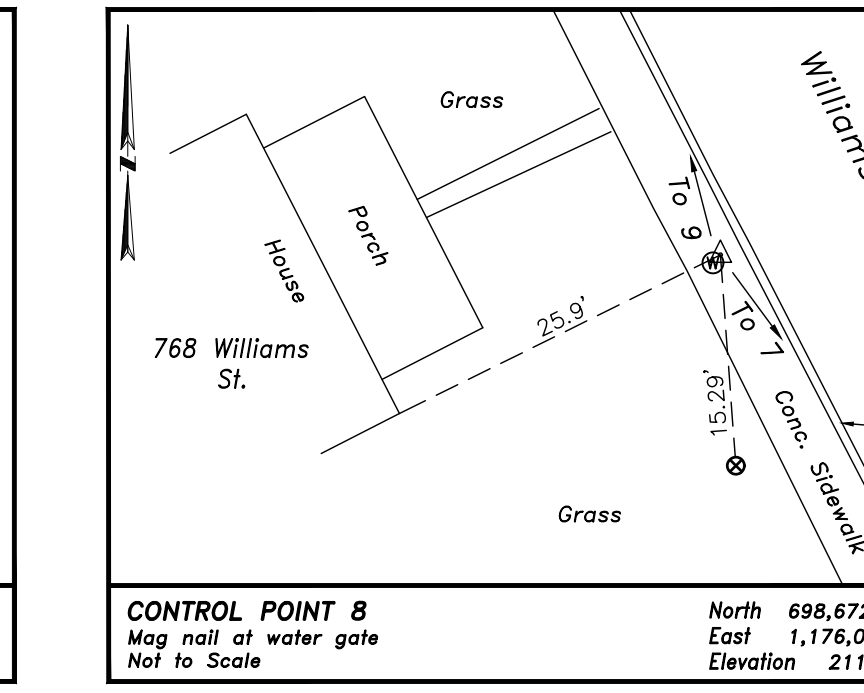 Williams
Grass
To 9
Porch
House
W
25.9'
To 7
768 Williams
St.
15.29'
Conc. Sidewalk
Grass
N
CONTROL POINT 8
Mag nail at water gate
Not to Scale
North 698,672
East 1,176,0
Elevation 211